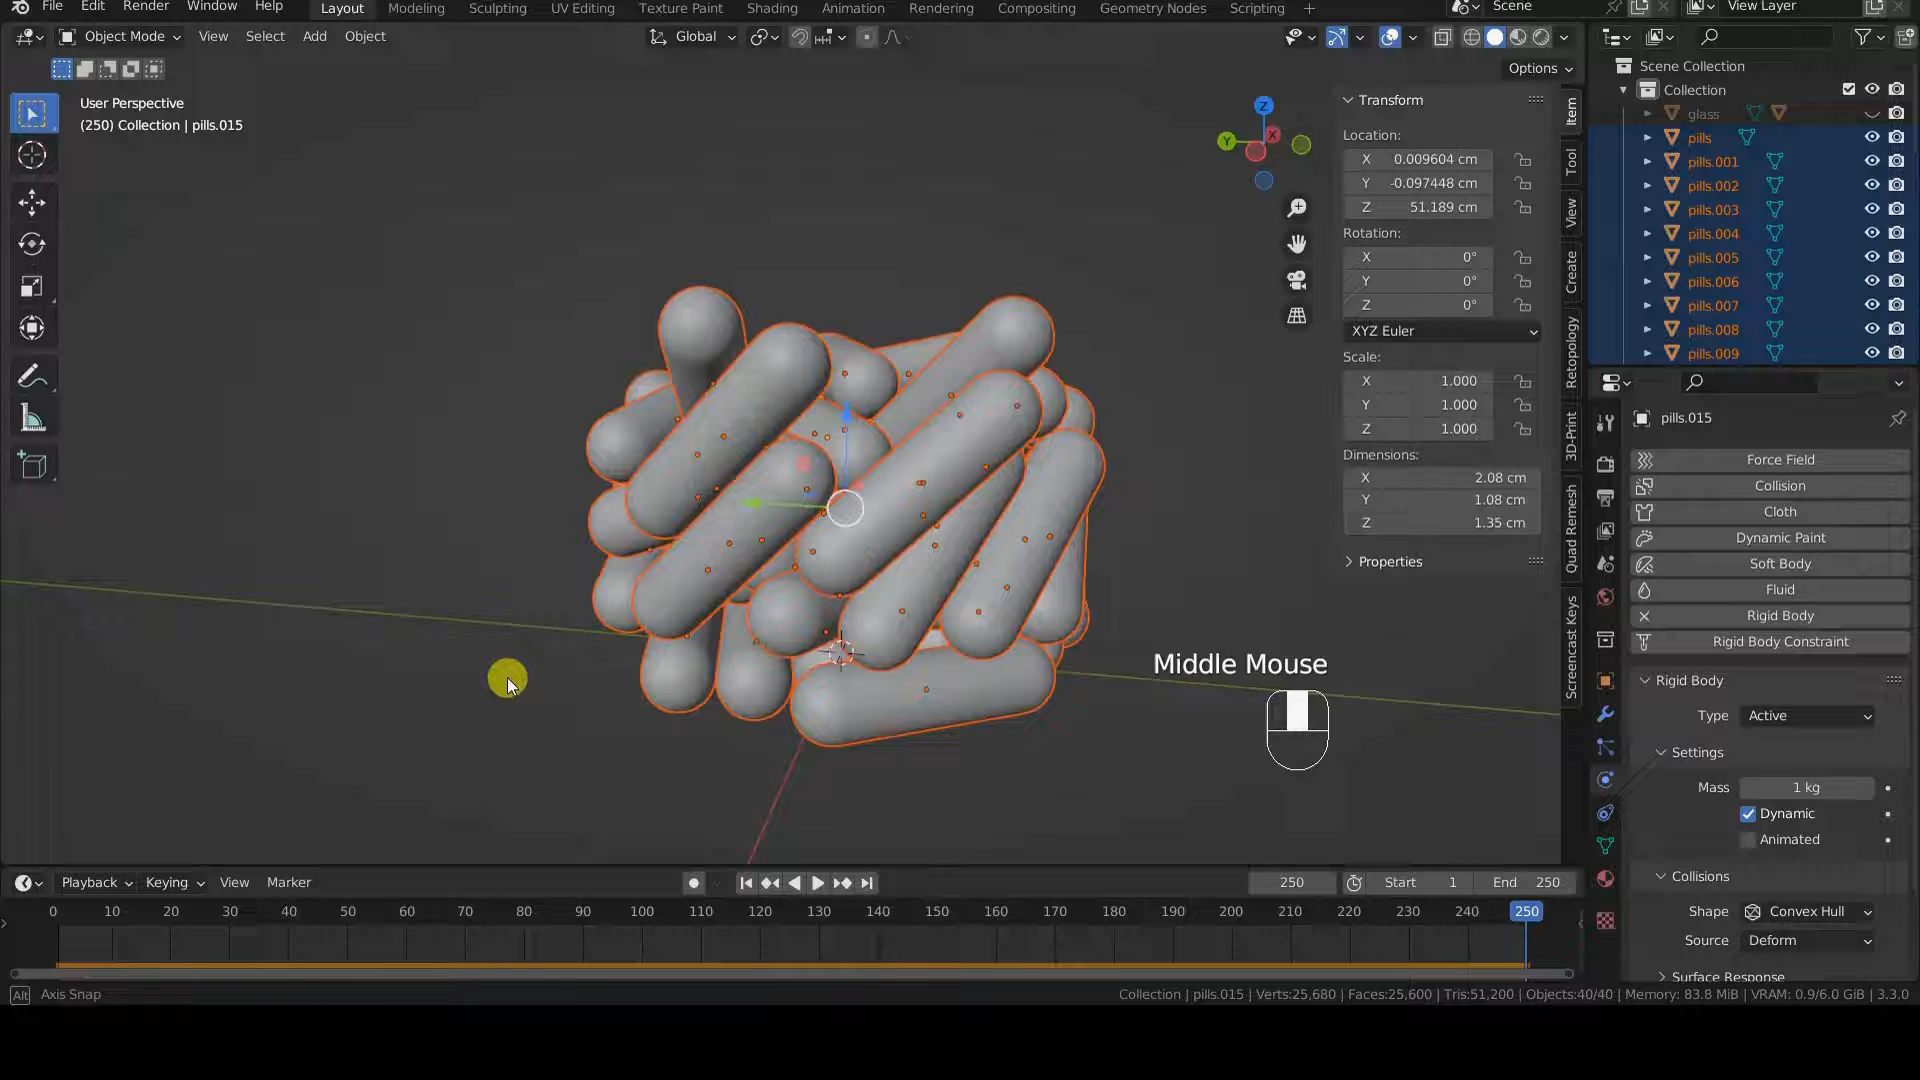 File Edit Render Window Help Layout Modeling Sculpting UV Editing Texture Paint Shading Animation Rendering Compositing Geometry Nodes Scripting + Scene View Layer
Object Mode View Select Add Object Global
Options
User Perspective
(250) Collection | pills.015
Z
Y
X
Transform
Location:
X 0.009604 cm
Y -0.097448 cm
Z 51.189 cm
Rotation:
X 0°
Y 0°
Z 0°
XYZ Euler
Scale:
X 1.000
Y 1.000
Z 1.000
Dimensions:
X 2.08 cm
Y 1.08 cm
Z 1.35 cm
Properties
Item
Tool
View
Create
Retopology
3D-Print
Quad Remesh
Screencast Keys
Scene Collection
Collection
glass
pills
pills.001
pills.002
pills.003
pills.004
pills.005
pills.006
pills.007
pills.008
pills.009
pills.015
Force Field
Collision
Cloth
Dynamic Paint
Soft Body
Fluid
Rigid Body
Rigid Body Constraint
Rigid Body
Type Active
Settings
Mass 1 kg
Dynamic
Animated
Collisions
Shape Convex Hull
Source Deform
Surface Response
Middle Mouse
Playback Keying View Marker 250 Start 1 End 250
0 10 20 30 40 50 60 70 80 90 100 110 120 130 140 150 160 170 180 190 200 210 220 230 240 250
Alt Axis Snap
Collection | pills.015 | Verts:25,680 | Faces:25,600 | Tris:51,200 | Objects:40/40 | Memory: 83.8 MiB | VRAM: 0.9/6.0 GiB | 3.3.0